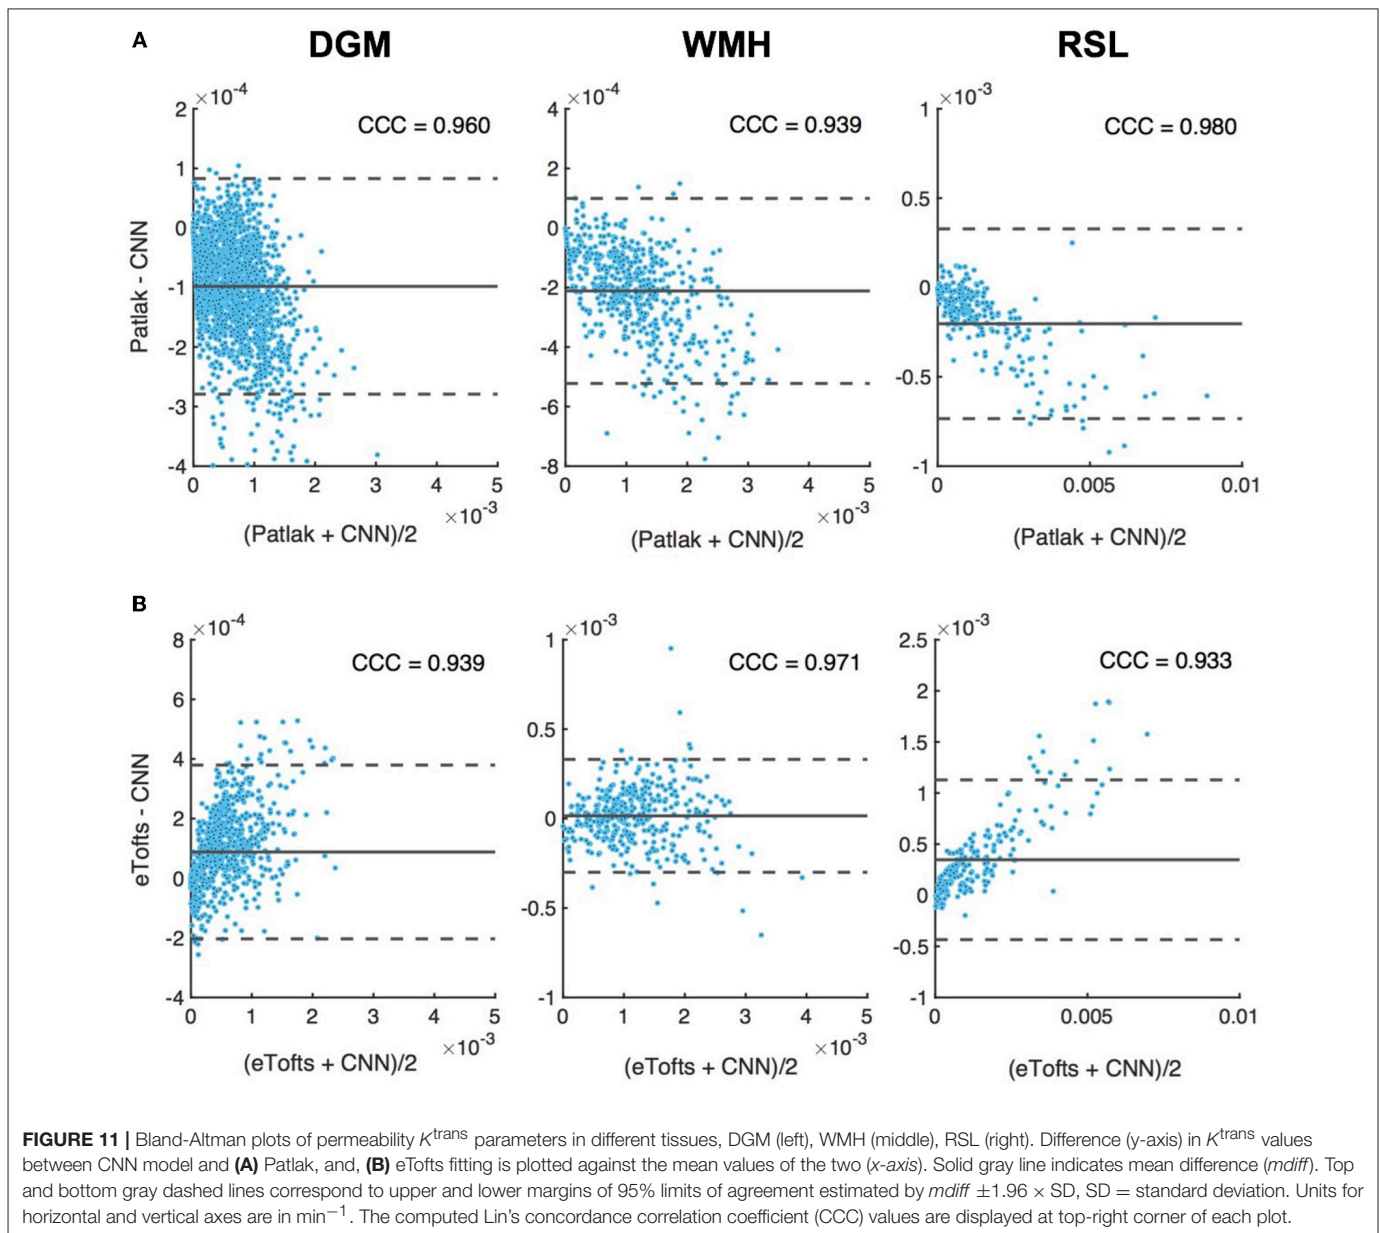 A
DGM
WMH
RSL
×10-4
2
1
0
-1
-2
-3
-4
CCC = 0.960
Patlak - CNN
0 1 2 3 4 5
×10-3
(Patlak + CNN)/2
×10-4
4
2
0
-2
-4
-6
-8
CCC = 0.939
0 1 2 3 4 5
×10-3
(Patlak + CNN)/2
×10-3
1
0.5
0
-0.5
-1
CCC = 0.980
0 0.005 0.01
(Patlak + CNN)/2
B
×10-4
8
6
4
2
0
-2
-4
CCC = 0.939
eTofts - CNN
0 1 2 3 4 5
×10-3
(eTofts + CNN)/2
×10-3
1
0.5
0
-0.5
-1
CCC = 0.971
0 1 2 3 4 5
×10-3
(eTofts + CNN)/2
×10-3
2.5
2
1.5
1
0.5
0
-0.5
-1
CCC = 0.933
0 0.005 0.01
(eTofts + CNN)/2
FIGURE 11 | Bland-Altman plots of permeability Ktrans parameters in different tissues, DGM (left), WMH (middle), RSL (right). Difference (y-axis) in Ktrans values
between CNN model and (A) Patlak, and, (B) eTofts fitting is plotted against the mean values of the two (x-axis). Solid gray line indicates mean difference (mdiff). Top
and bottom gray dashed lines correspond to upper and lower margins of 95% limits of agreement estimated by mdiff ±1.96 × SD, SD = standard deviation. Units for
horizontal and vertical axes are in min−1. The computed Lin's concordance correlation coefficient (CCC) values are displayed at top-right corner of each plot.